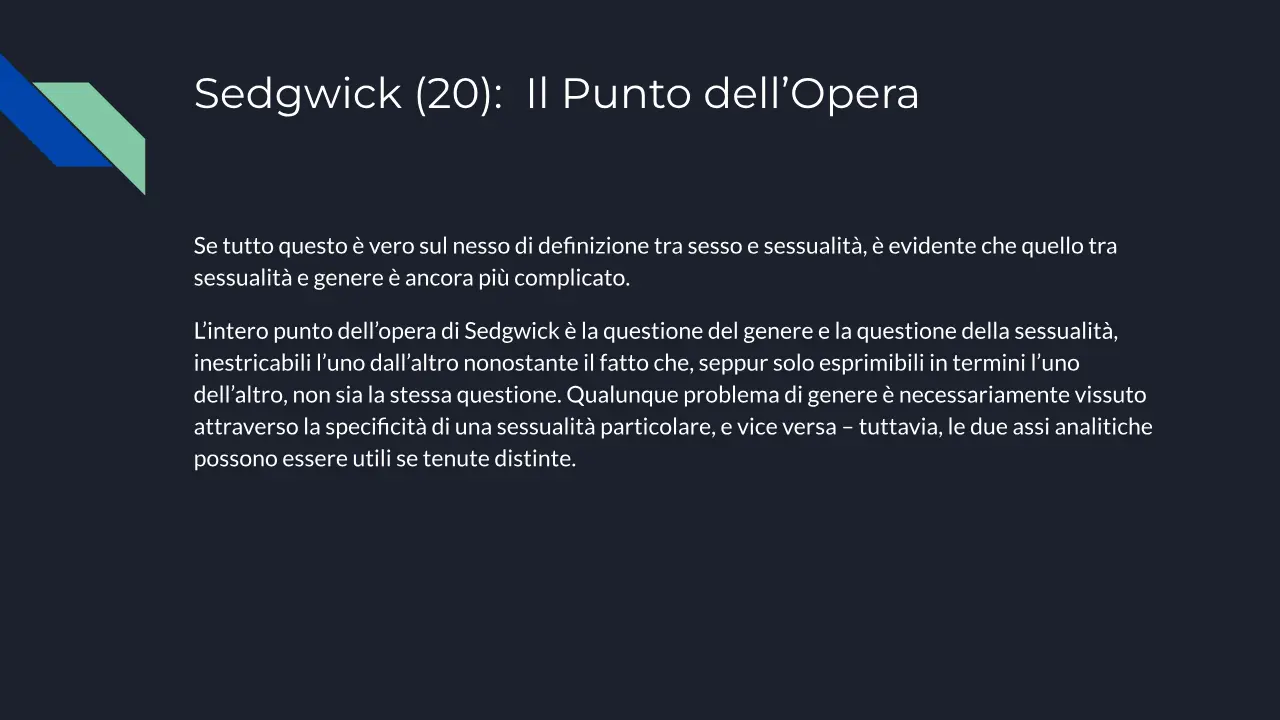 Sedgwick (20):  Il Punto dell’Opera
Se tutto questo è vero sul nesso di definizione tra sesso e sessualità, è evidente che quello tra
sessualità e genere è ancora più complicato.
L’intero punto dell’opera di Sedgwick è la questione del genere e la questione della sessualità,
inestricabili l’uno dall’altro nonostante il fatto che, seppur solo esprimibili in termini l’uno
dell’altro, non sia la stessa questione. Qualunque problema di genere è necessariamente vissuto
attraverso la specificità di una sessualità particolare, e vice versa – tuttavia, le due assi analitiche
possono essere utili se tenute distinte.